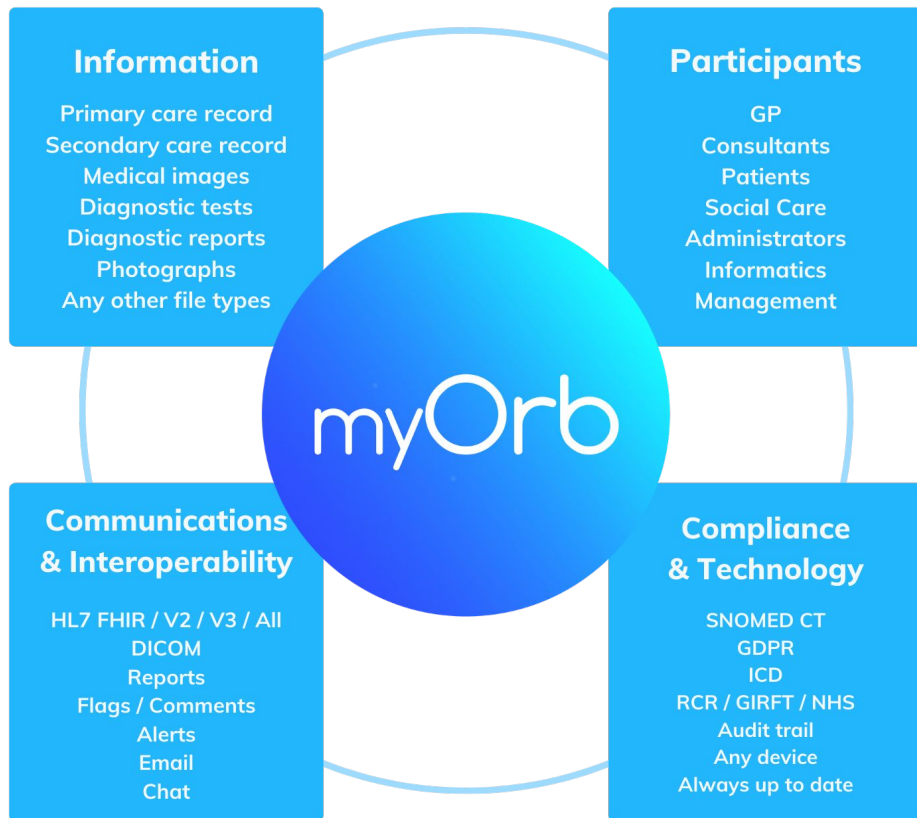 Information
Primary care record
Secondary care record
Medical images
Diagnostic tests
Diagnostic reports
Photographs
Any other file types
Participants
GP
Consultants
Patients
Social Care
Administrators
Informatics
Management
myOrb
Communications
& Interoperability
HL7 FHIR / V2 / V3 / All
DICOM
Reports
Flags / Comments
Alerts
Email
Chat
Compliance
& Technology
SNOMED CT
GDPR
ICD
RCR / GIRFT / NHS
Audit trail
Any device
Always up to date